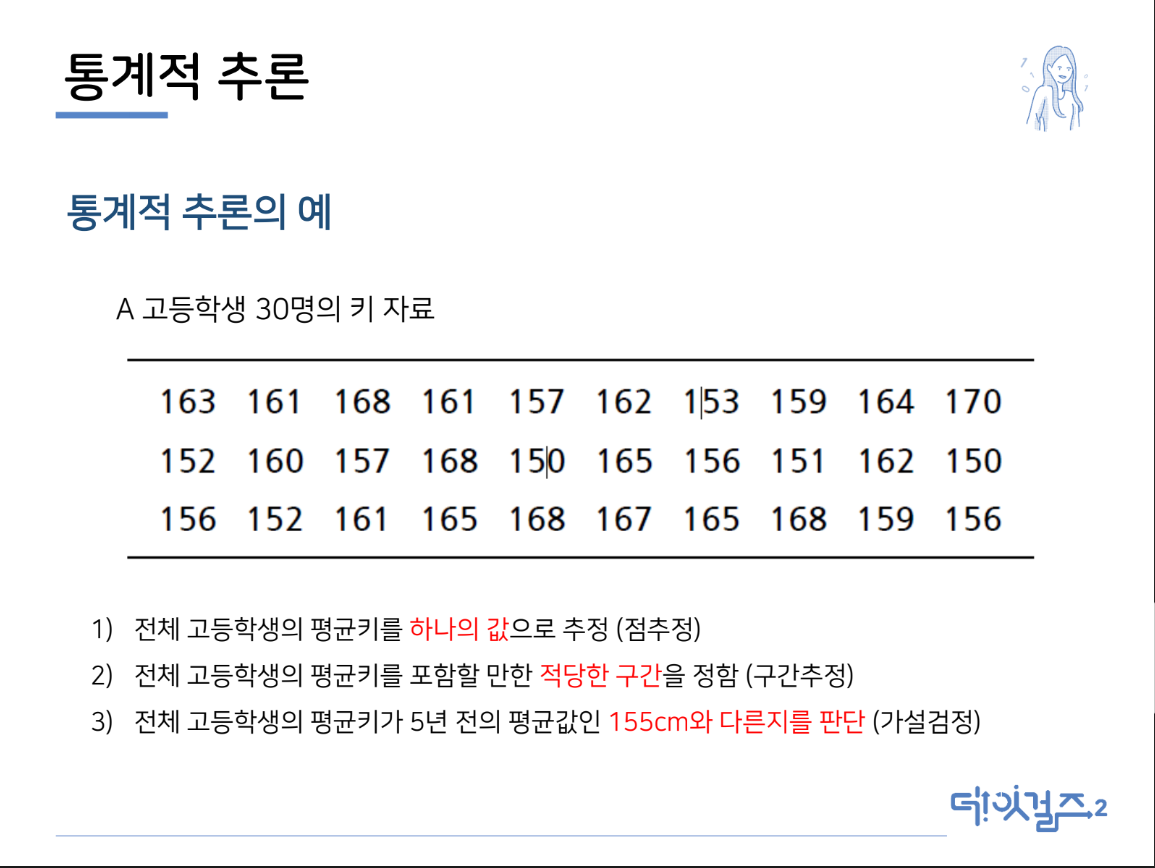 통계적 추론
통계적 추론의 예
A 고등학생 30명의 키 자료
163 161 168 161 157 162 153 159 164 170
152 160 157 168 150 165 156 151 162 150
156 152 161 165 168 167 165 168 159 156
1) 전체 고등학생의 평균키를 하나의 값으로 추정 (점추정)
2) 전체 고등학생의 평균키를 포함할 만한 적당한 구간을 정함 (구간추정)
3) 전체 고등학생의 평균키가 5년 전의 평균값인 155cm와 다른지를 판단 (가설검정)
데잇걸즈2